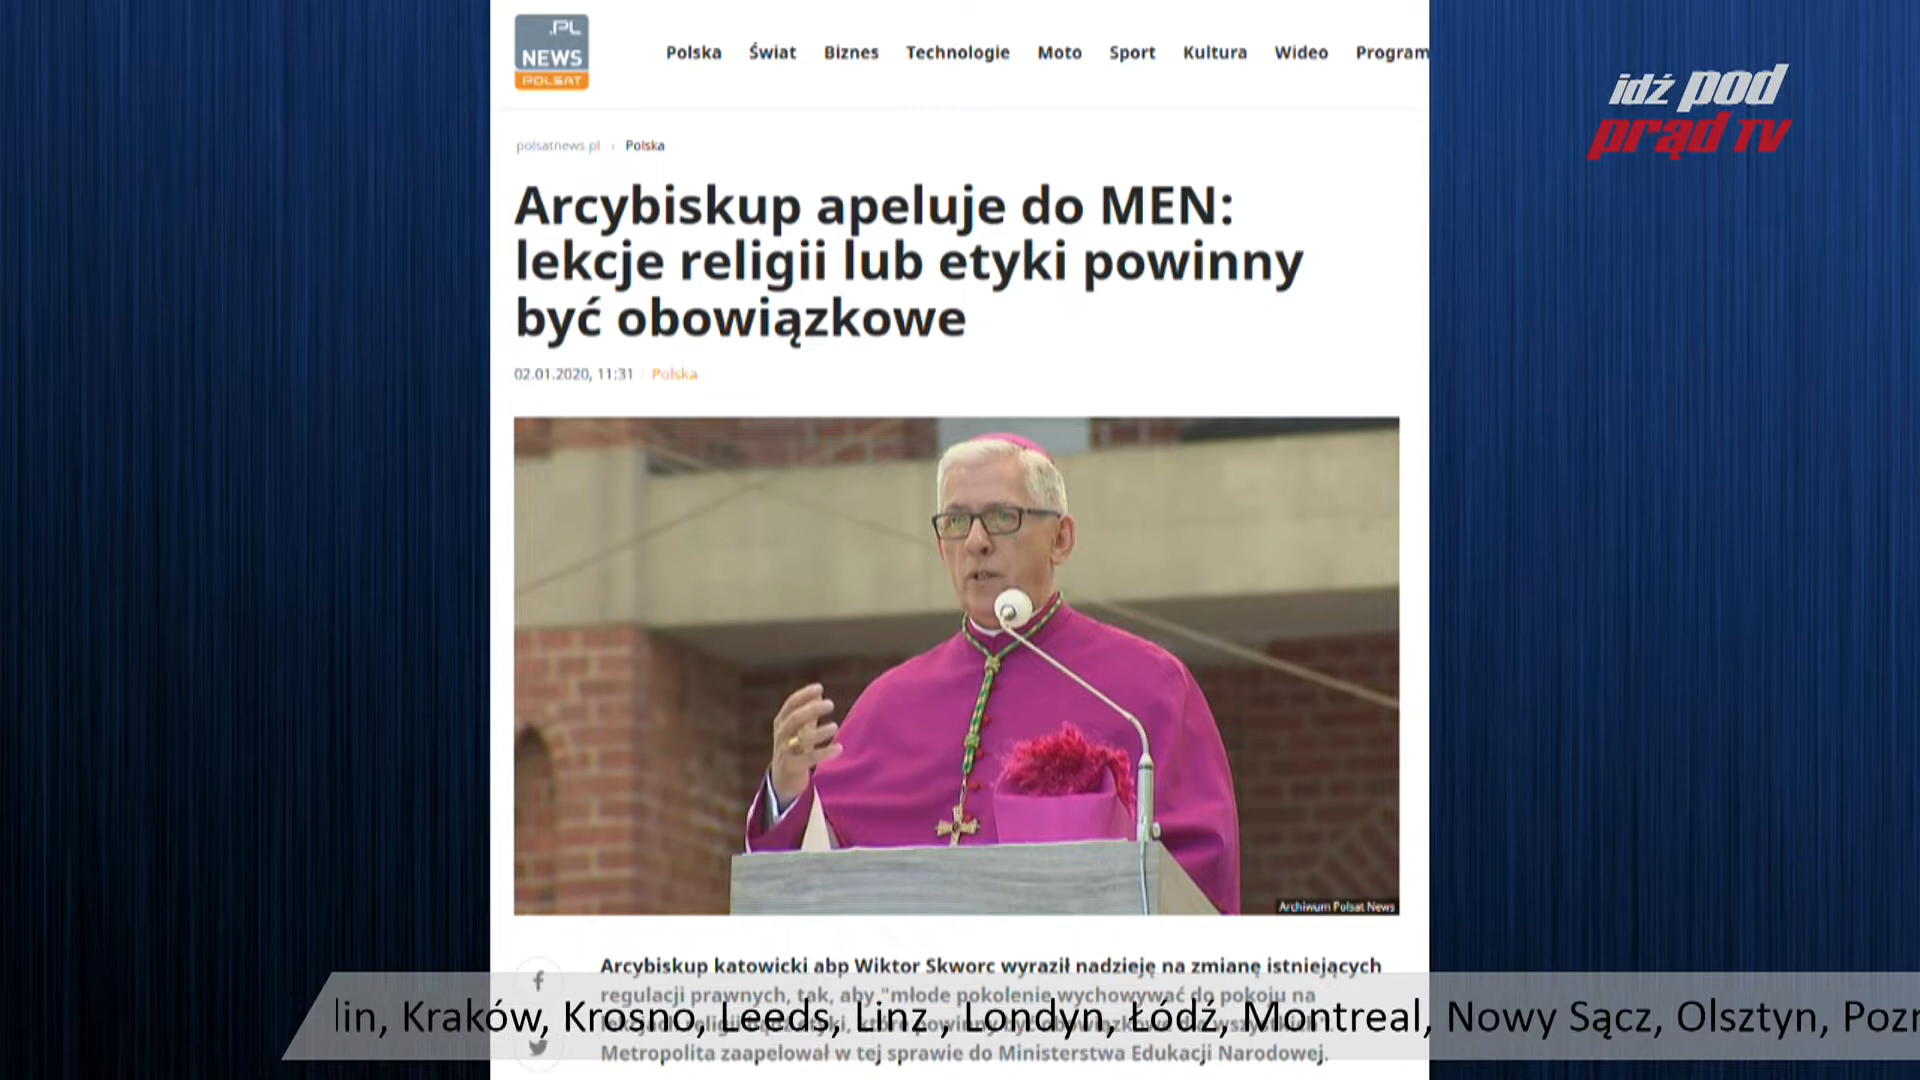 .PL
NEWS
POLSAT
Polska Świat Biznes Technologie Moto Sport Kultura Wideo Program
idź pod
prąd TV
polsatnews.pl › Polska
Arcybiskup apeluje do MEN:
lekcje religii lub etyki powinny
być obowiązkowe
02.01.2020, 11:31 Polska
Archiwum Polsat News
Arcybiskup katowicki abp Wiktor Skworc wyraził nadzieję na zmianę istniejących
regulacji prawnych, tak, aby "młode pokolenie wychowywać do pokoju na
lin, Kraków, Krosno, Leeds, Linz , Londyn, Łódź, Montreal, Nowy Sącz, Olsztyn, Pozn
Metropolita zaapelował w tej sprawie do Ministerstwa Edukacji Narodowej.